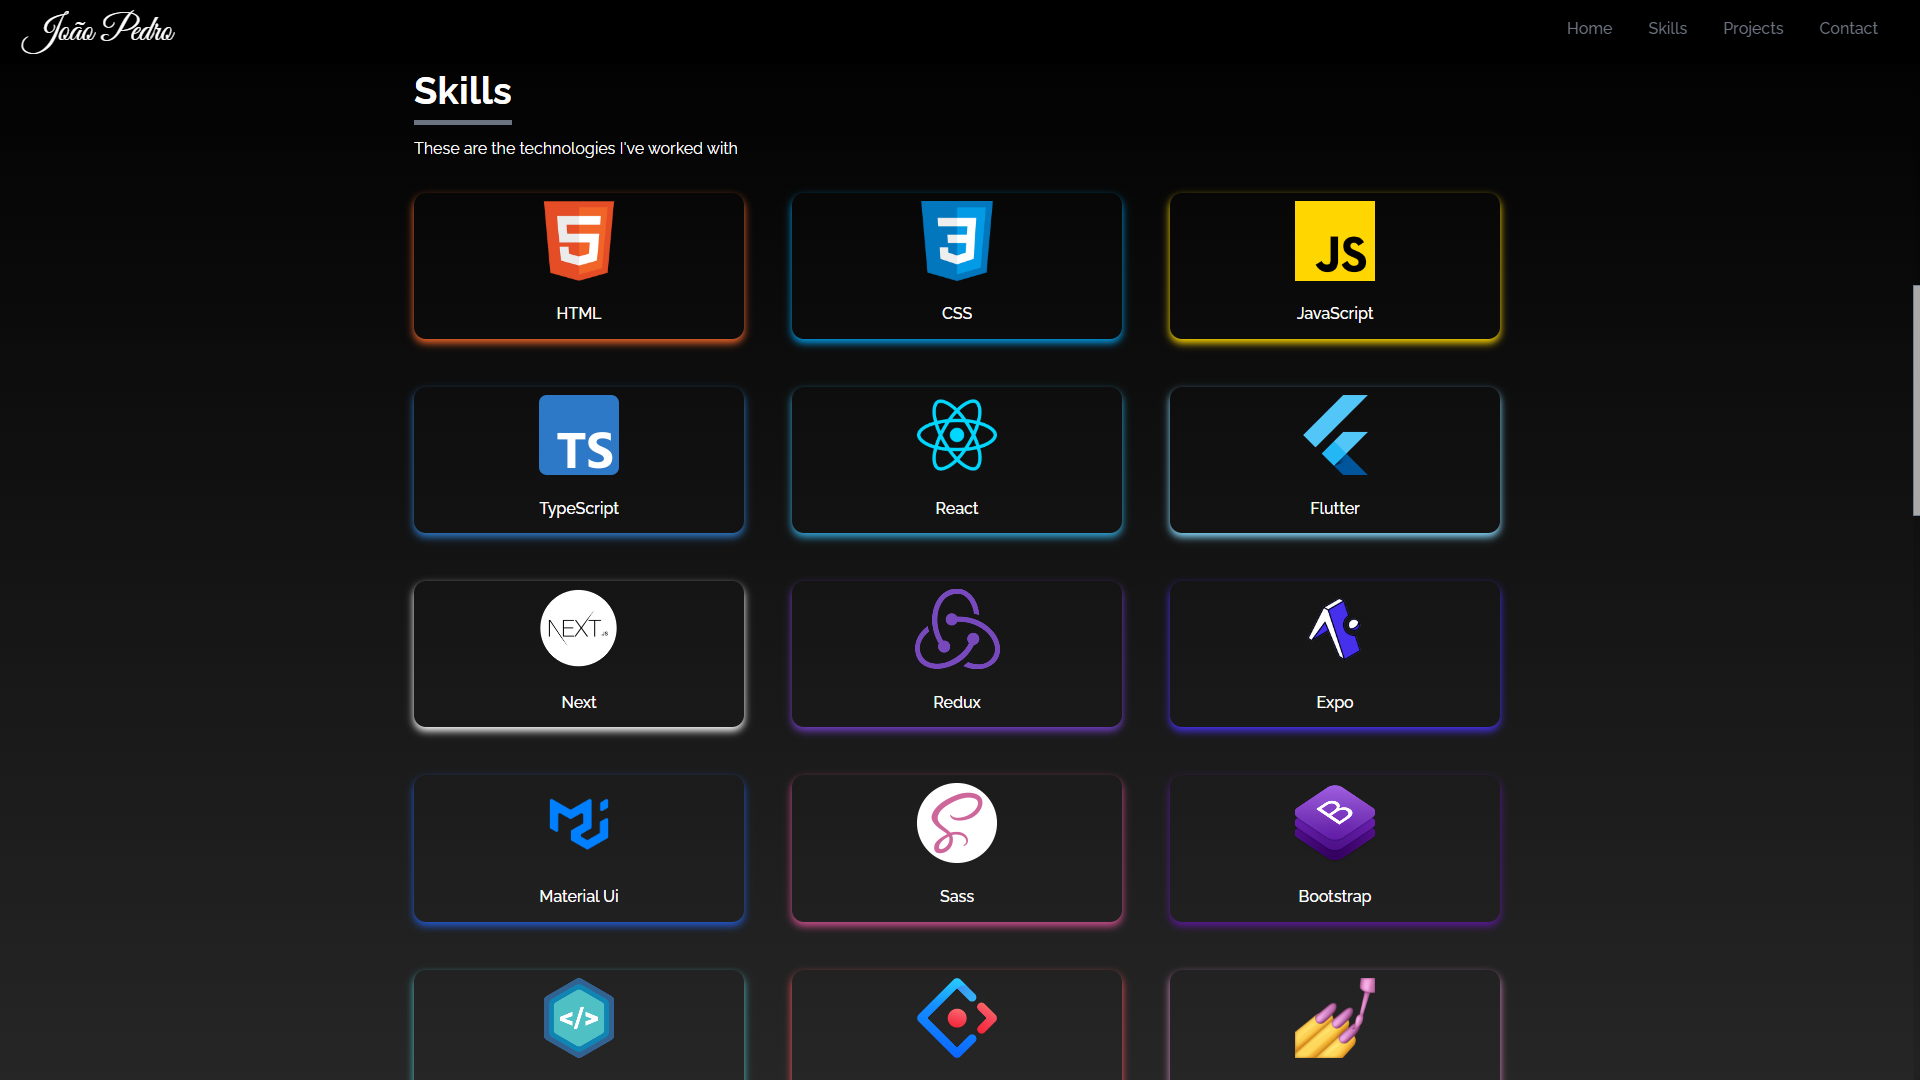 João Pedro
Home Skills Projects Contact
Skills
These are the technologies I've worked with
5 3 JS
HTML CSS JavaScript
TS
TypeScript React Flutter
NEXT.JS
Next Redux Expo
B
Material Ui Sass Bootstrap
</>